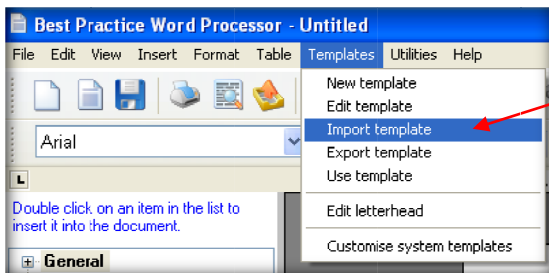 Best Practice Word Processor - Untitled
File Edit View Insert Format Table Templates Utilities Help
New template
Edit template
Import template
Export template
Use template
Edit letterhead
Customise system templates
Arial
L
Double click on an item in the list to
insert it into the document.
General